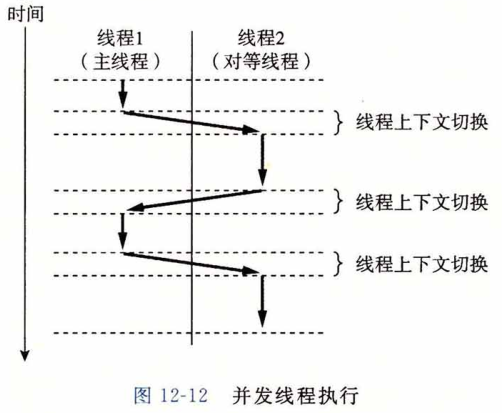 时间
线程1
(主线程)
线程2
(对等线程)
线程上下文切换
线程上下文切换
线程上下文切换
图 12-12 并发线程执行